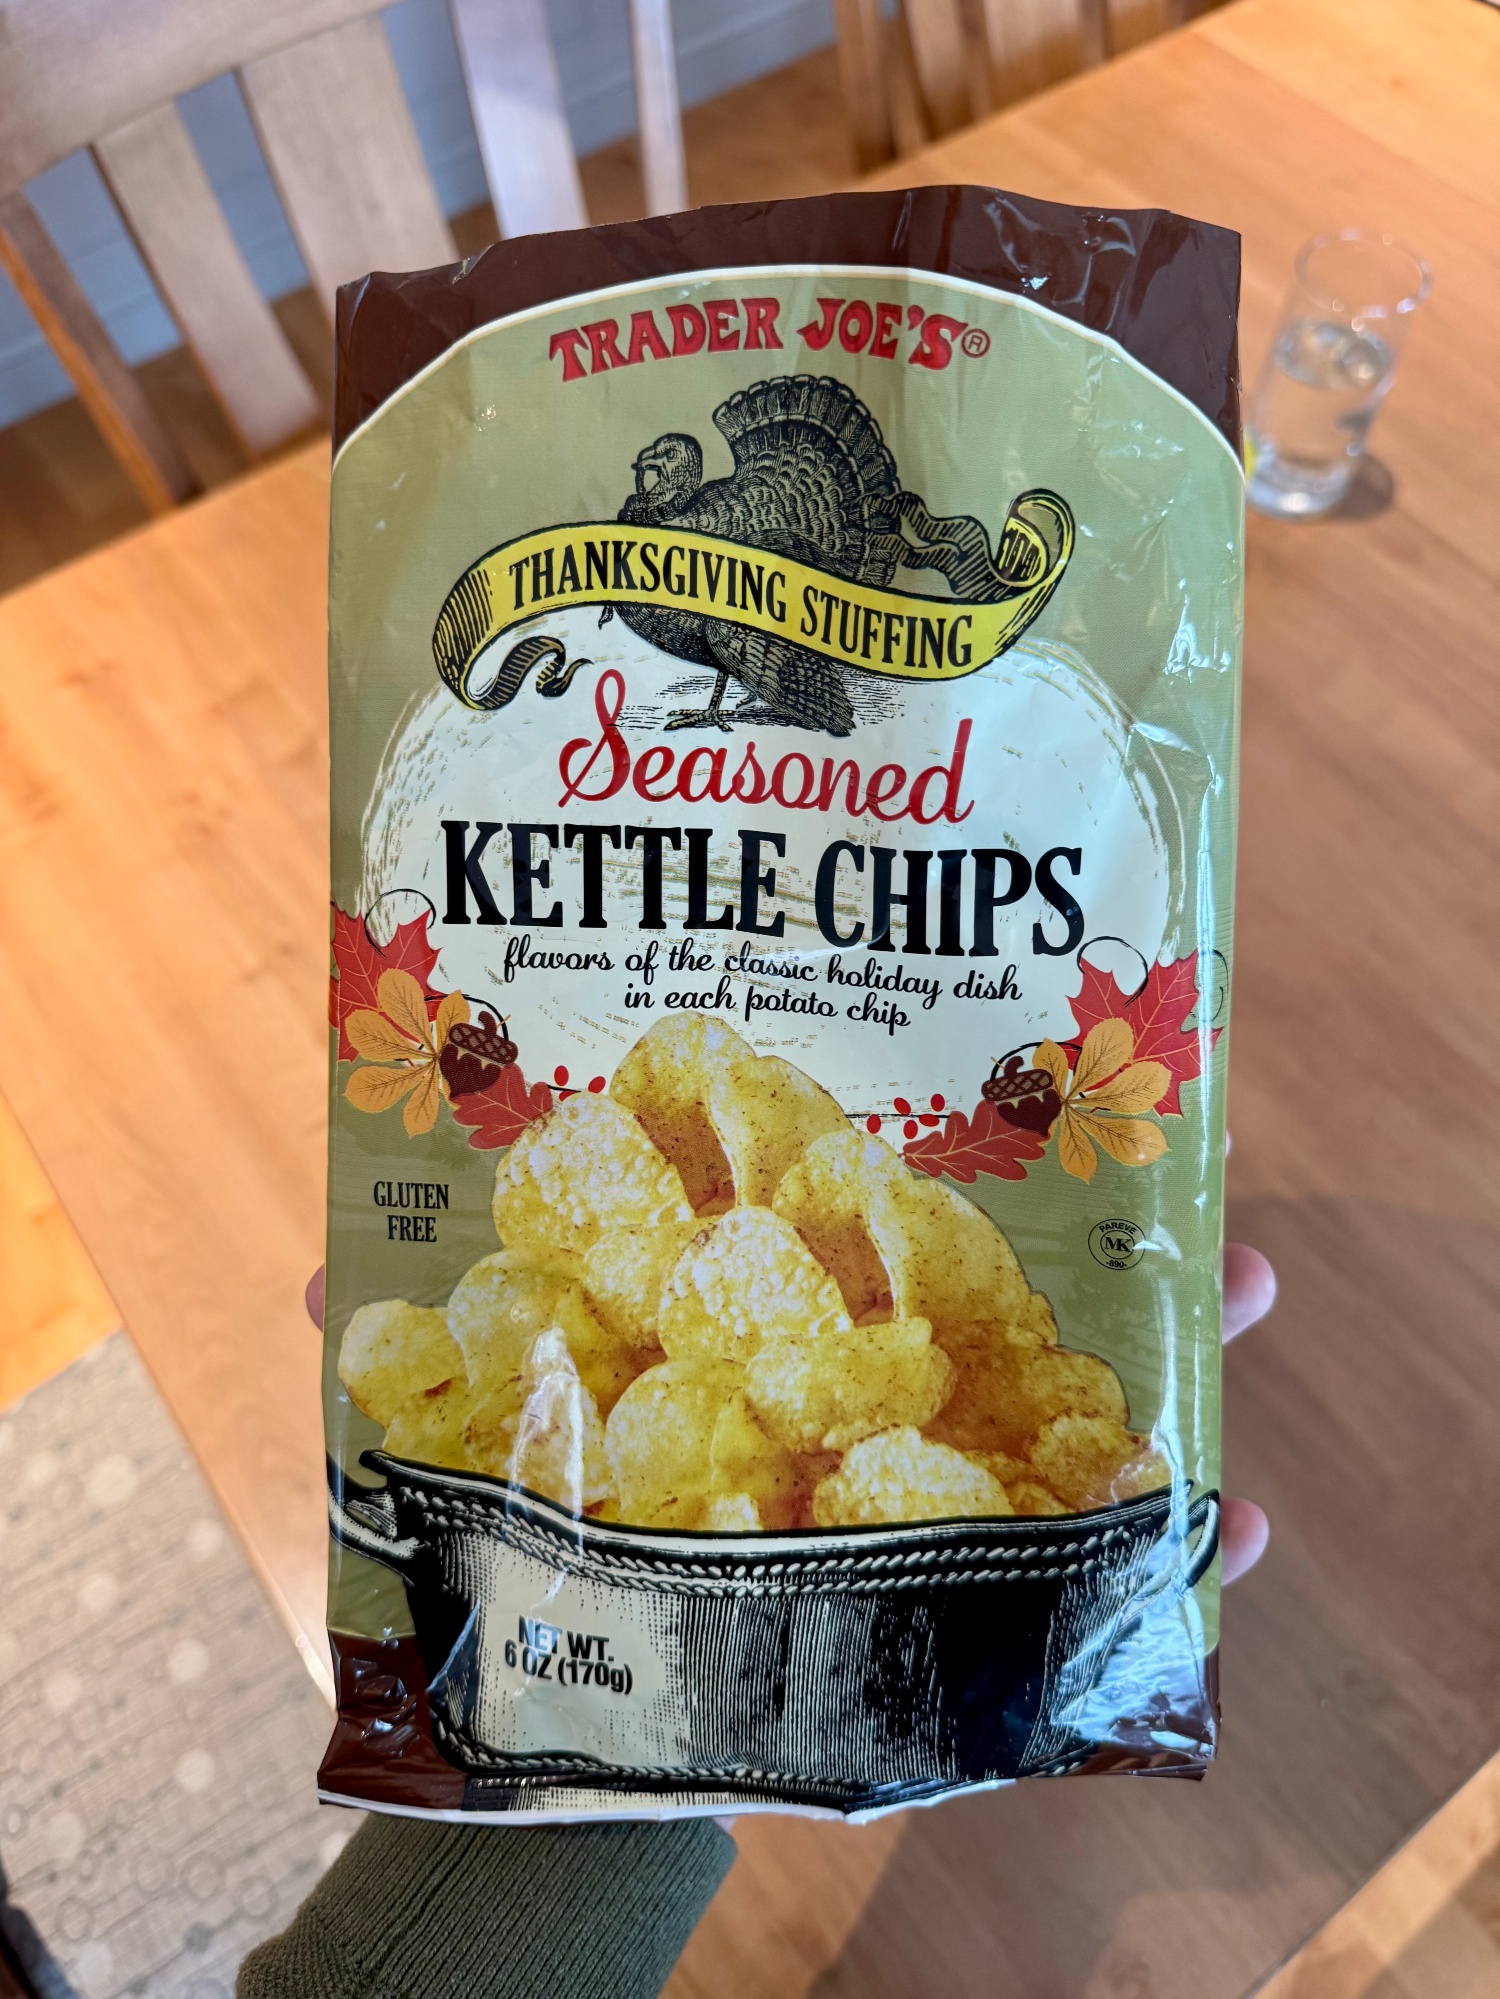 TRADER JOE'S®
THANKSGIVING STUFFING
Seasoned
KETTLE CHIPS
flavors of the classic holiday dish
in each potato chip
GLUTEN
FREE
PAREVE
MK
-890-
NET WT.
6 OZ (170g)